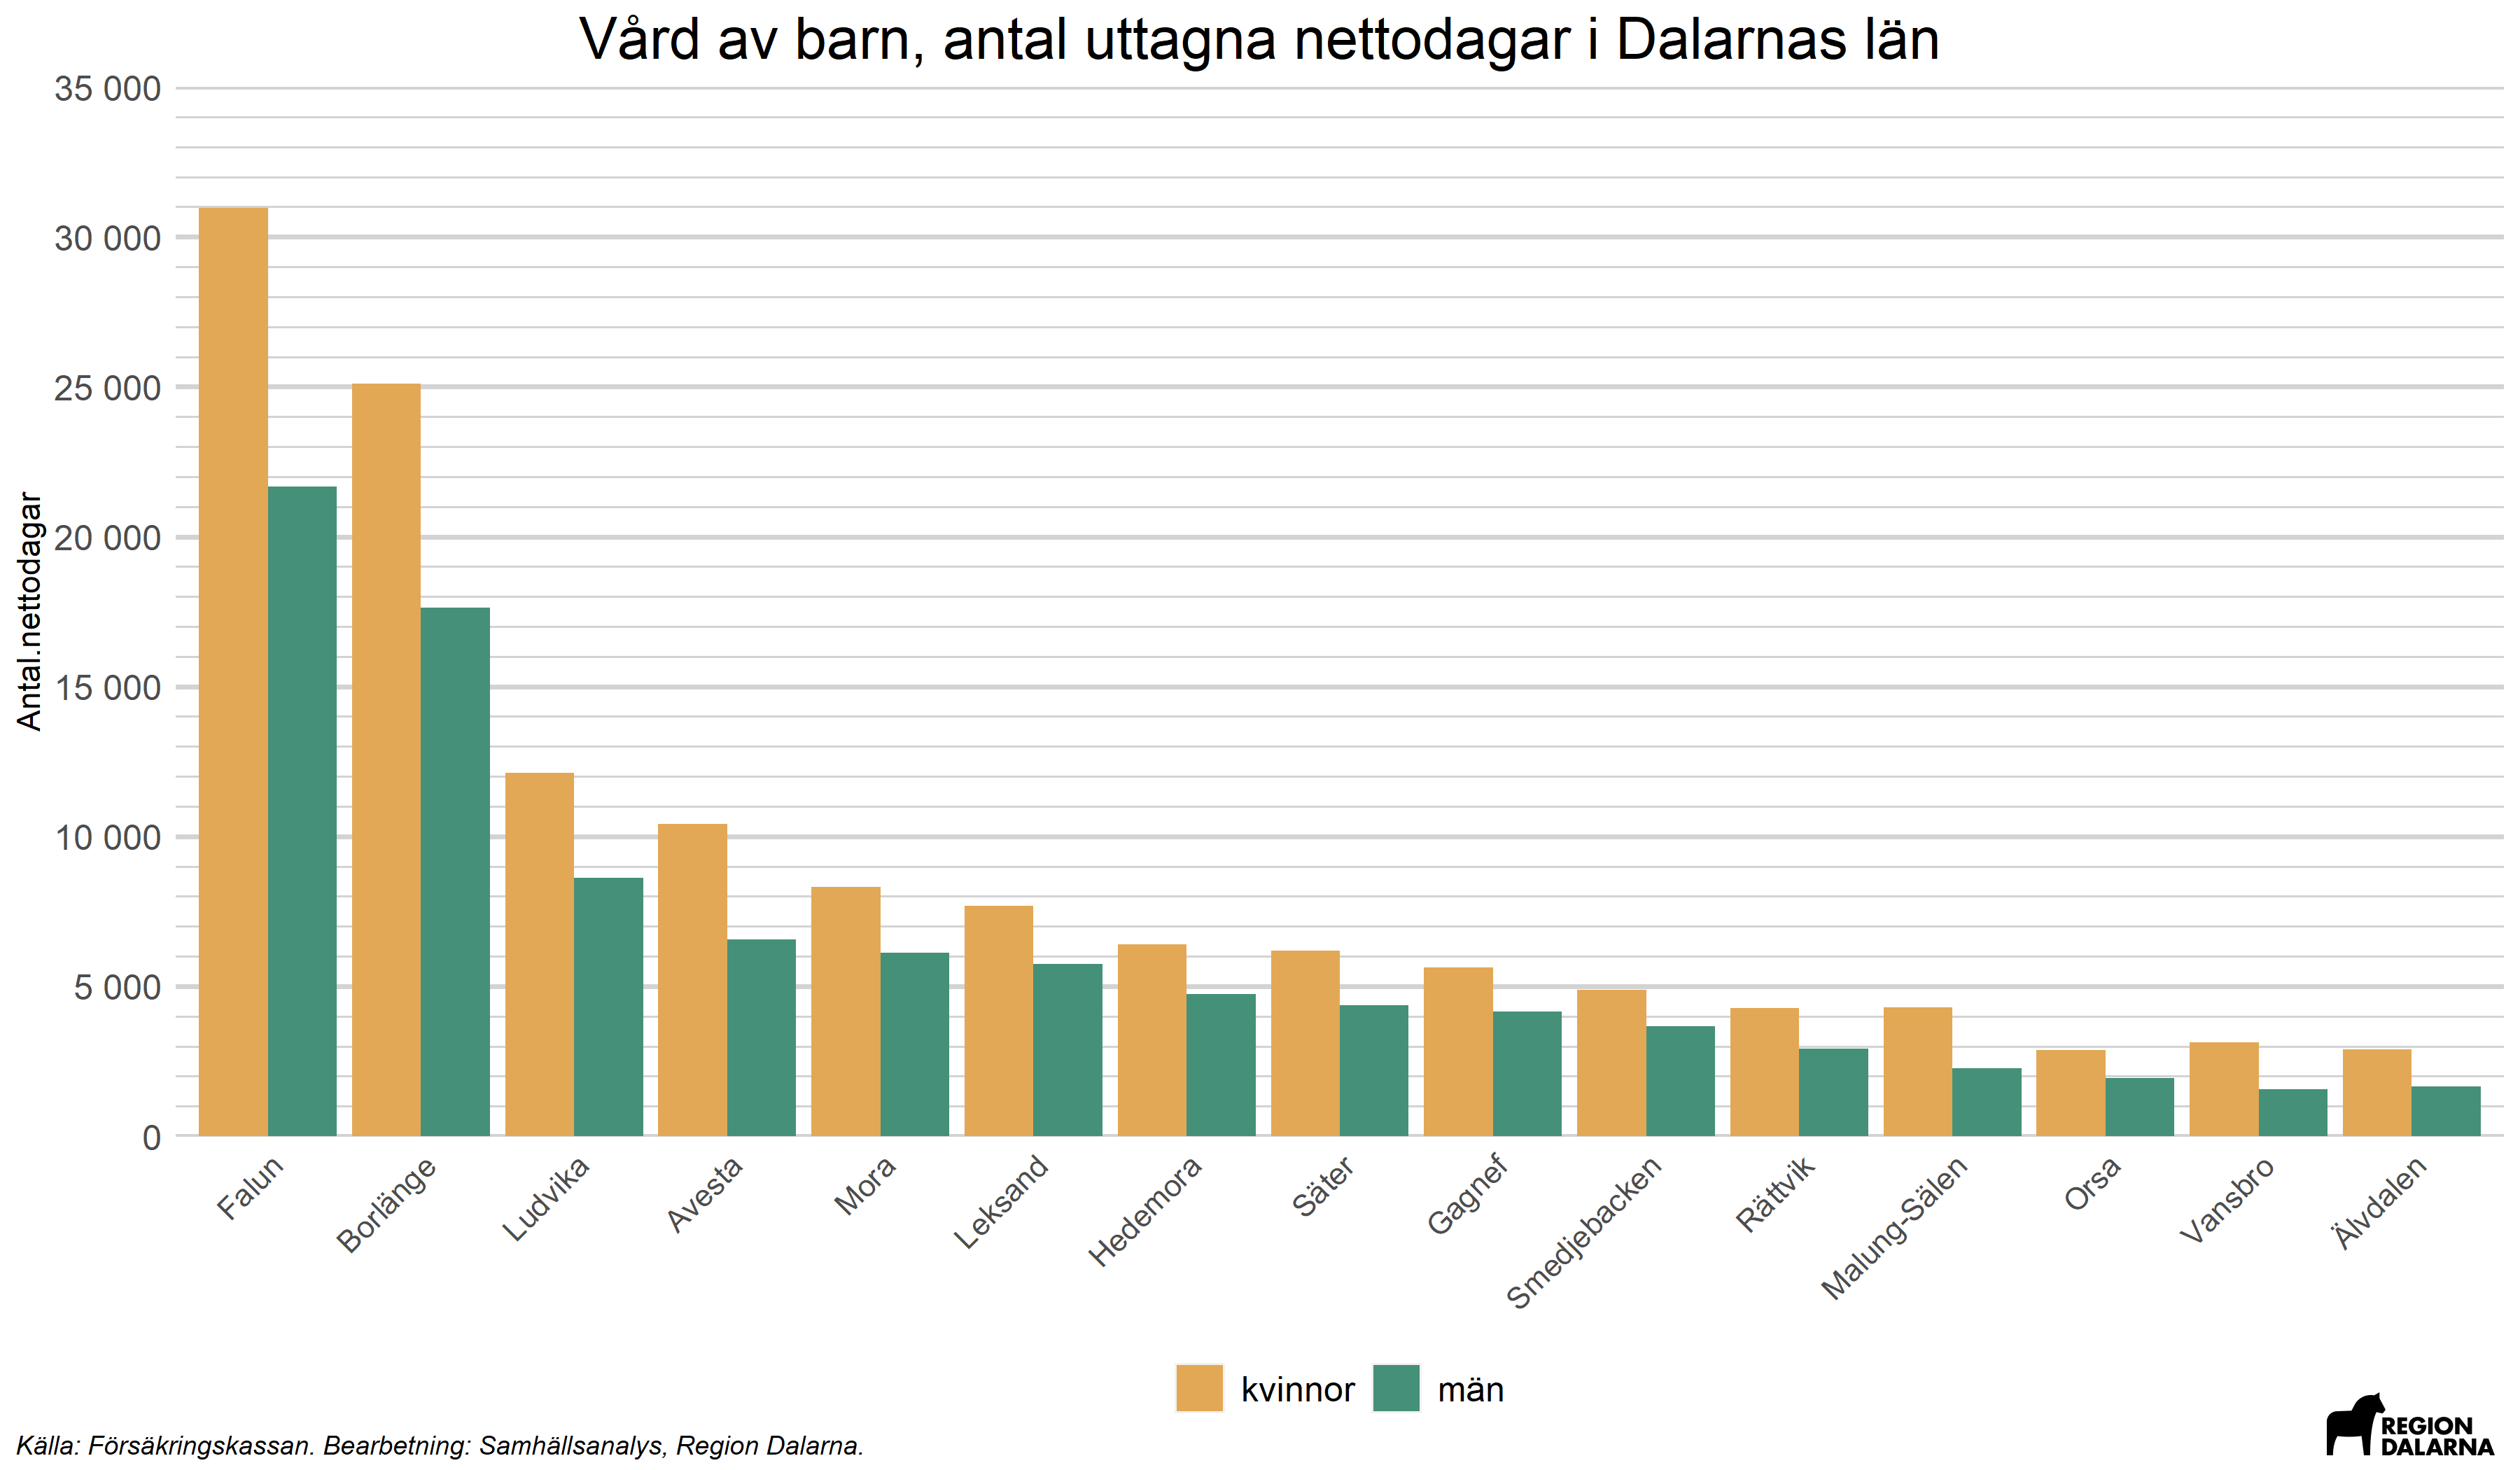 Vård av barn, antal uttagna nettodagar i Dalarnas län
35 000
30 000
25 000
20 000
15 000
10 000
5 000
0
Antal.nettodagar
Falun
Borlänge
Ludvika
Avesta
Mora
Leksand
Hedemora
Säter
Gagnef
Smedjebacken
Rättvik
Malung-Sälen
Orsa
Vansbro
Älvdalen
kvinnor
män
Källa: Försäkringskassan. Bearbetning: Samhällsanalys, Region Dalarna.
REGION
DALARNA